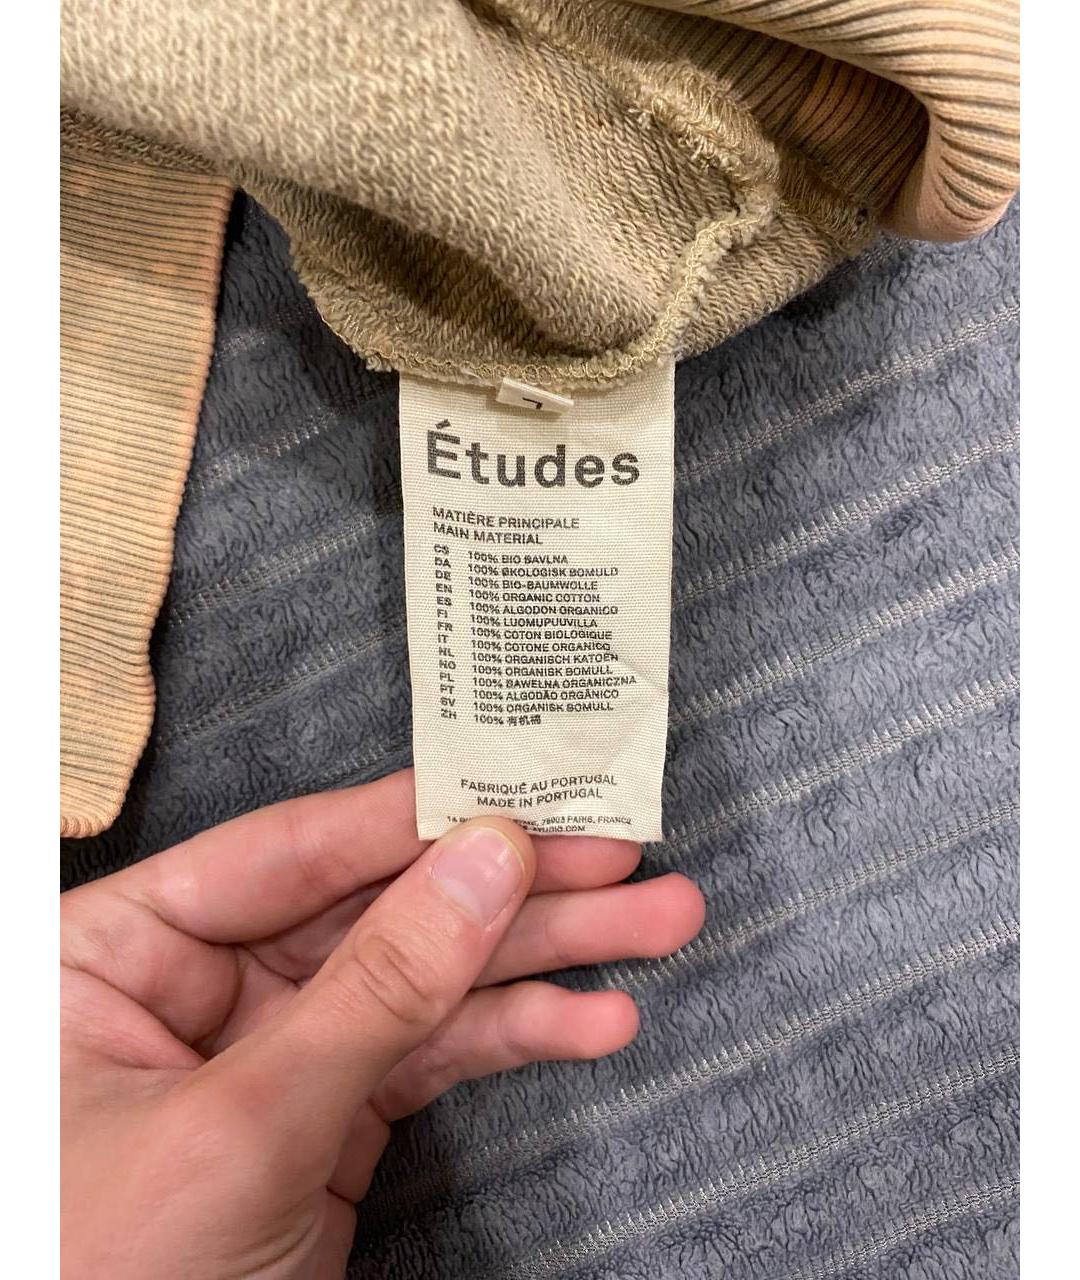 L
Études
MATIÈRE PRINCIPALE
MAIN MATERIAL
CS 100% BIO BAVLNA
DA 100% ØKOLOGISK BOMULD
DE 100% BIO-BAUMWOLLE
EN 100% ORGANIC COTTON
ES 100% ALGODON ORGANICO
FI 100% LUOMUPUUVILLA
FR 100% COTON BIOLOGIQUE
IT 100% COTONE ORGANICO
NL 100% ORGANISCH KATOEN
NO 100% ORGANISK BOMULL
PL 100% BAWEŁNA ORGANICZNA
PT 100% ALGODÃO ORGÂNICO
SV 100% ORGANISK BOMULL
ZH 100% 有机棉
FABRIQUÉ AU PORTUGAL
MADE IN PORTUGAL
75003 PARIS, FRANCE